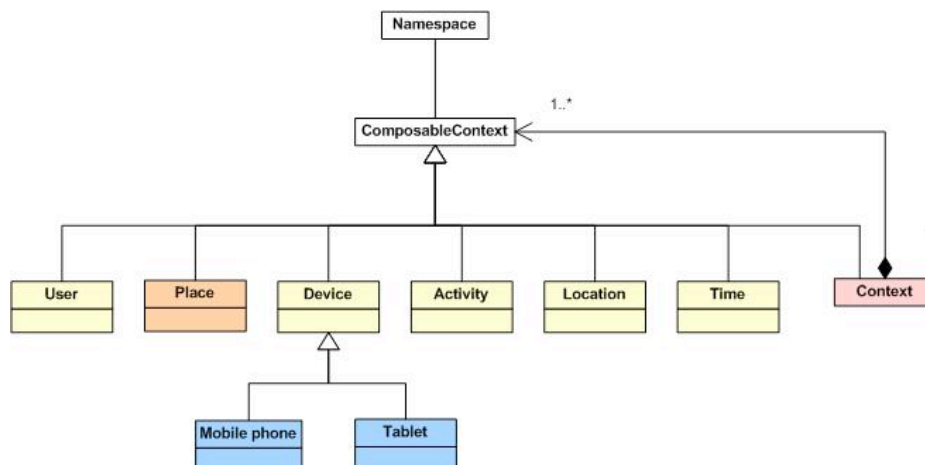 Namespace
1..*
ComposableContext
User
Place
Device
Activity
Location
Time
Context
Mobile phone
Tablet